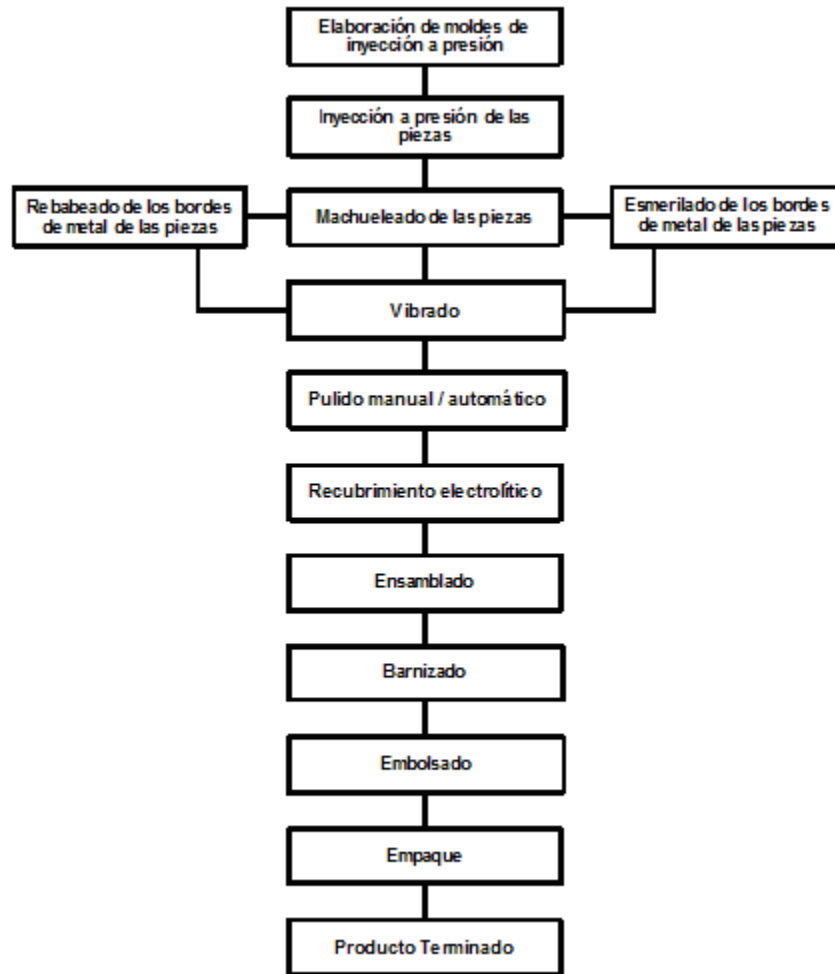 Elaboración de moldes de
inyección a presión
Inyección a presión de las
piezas
Rebabeado de los bordes
de metal de las piezas
Machueleado de las piezas
Esmerilado de los bordes
de metal de las piezas
Vibrado
Pulido manual / automático
Recubrimiento electrolítico
Ensamblado
Barnizado
Embolsado
Empaque
Producto Terminado